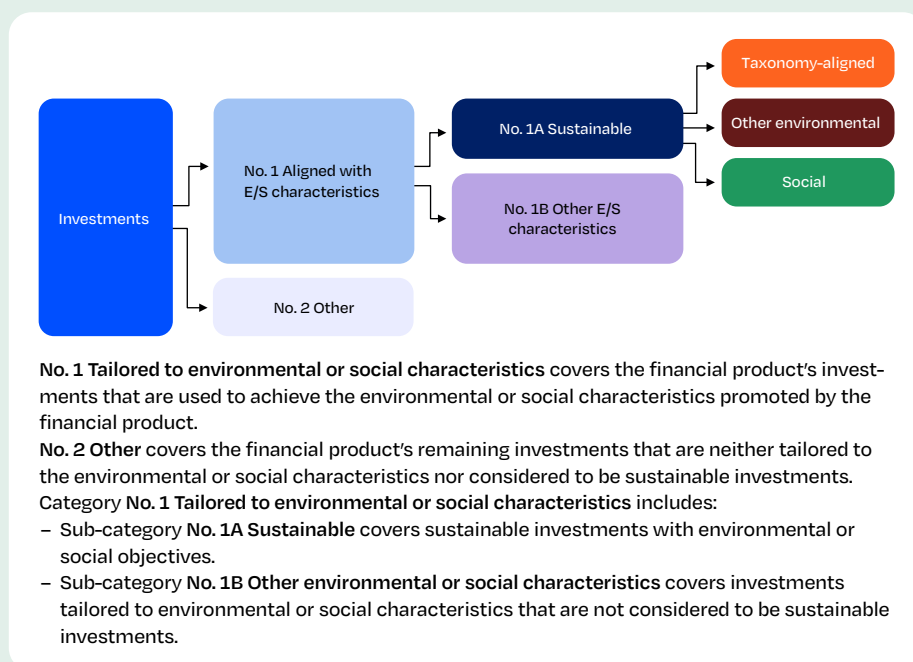 Taxonomy-aligned
Other environmental
Social
No. 1A Sustainable
No. 1 Aligned with
E/S characteristics
No. 1B Other E/S
characteristics
Investments
No. 2 Other
No. 1 Tailored to environmental or social characteristics covers the financial product’s invest-
ments that are used to achieve the environmental or social characteristics promoted by the
financial product.
No. 2 Other covers the financial product’s remaining investments that are neither tailored to
the environmental or social characteristics nor considered to be sustainable investments.
Category No. 1 Tailored to environmental or social characteristics includes:
– Sub-category No. 1A Sustainable covers sustainable investments with environmental or
social objectives.
– Sub-category No. 1B Other environmental or social characteristics covers investments
tailored to environmental or social characteristics that are not considered to be sustainable
investments.